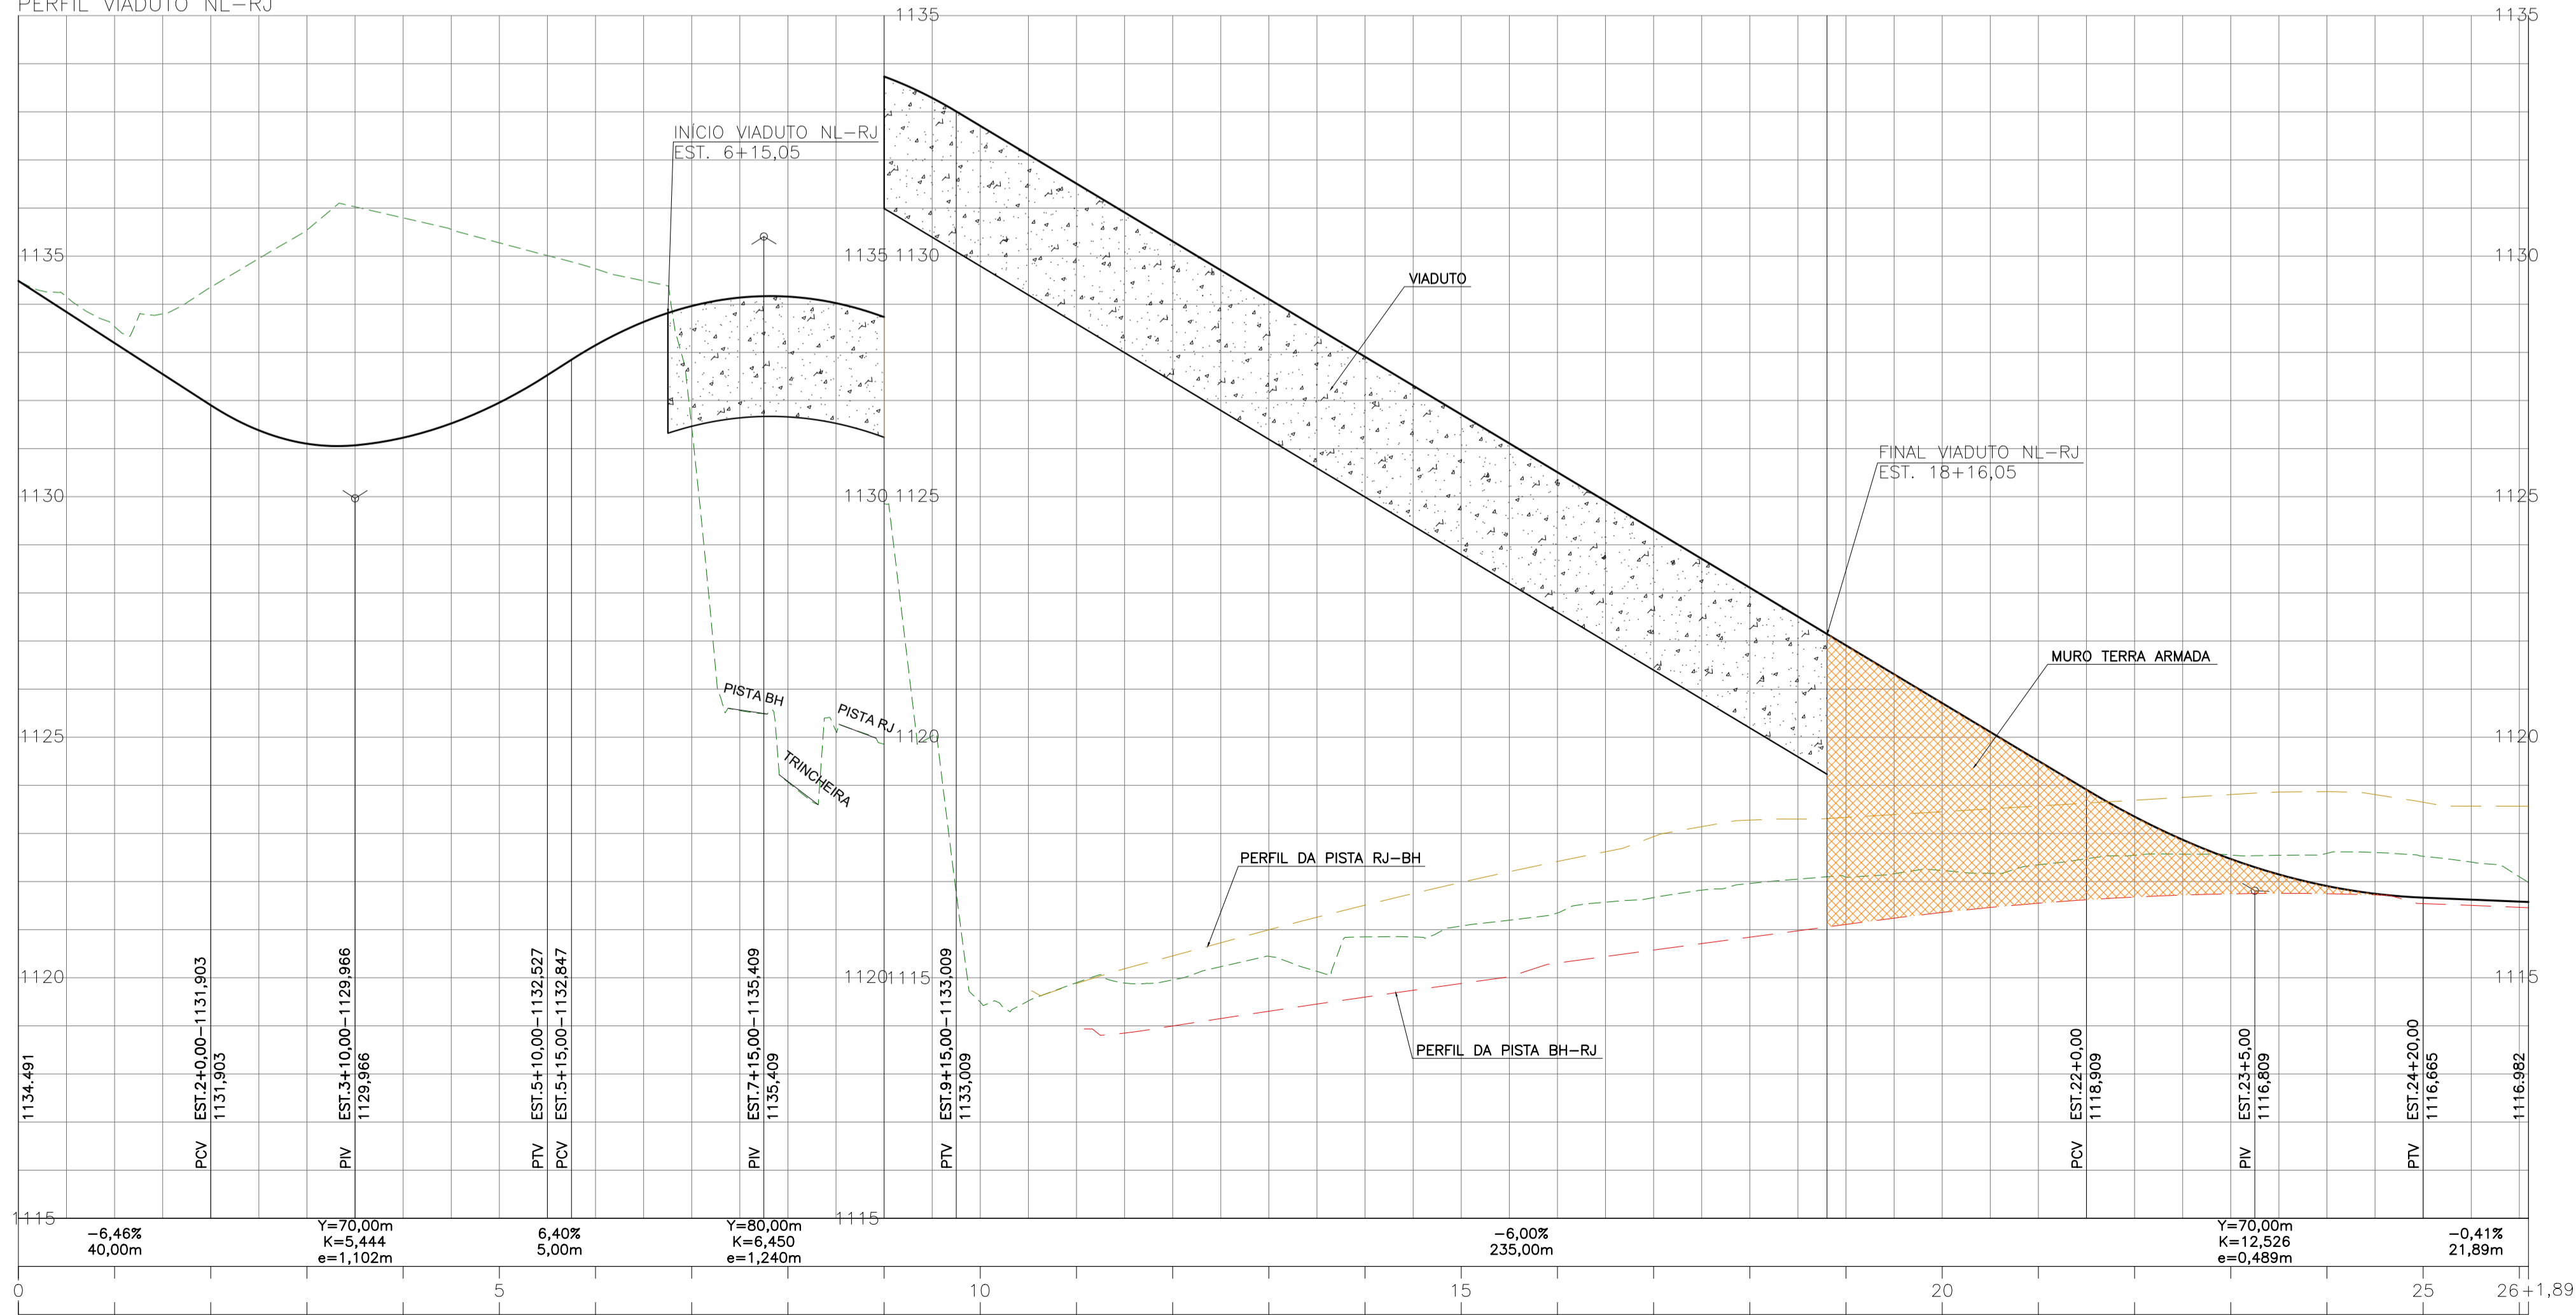 PERFIL VIADUTO NL-RJ
1135
1135
INÍCIO VIADUTO NL-RJ
EST. 6+15,05
1135
1135
1130
1130
VIADUTO
FINAL VIADUTO NL-RJ
EST. 18+16,05
1130
1130
1125
1125
MURO TERRA ARMADA
PISTA BH
PISTA RJ
TRINCHEIRA
1125
1120
1120
PERFIL DA PISTA RJ-BH
1120
1120
1115
1115
PERFIL DA PISTA BH-RJ
1134.491
PCV EST.2+0,00-1131,903
1131,903
PIV EST.3+10,00-1129,966
1129,966
PTV EST.5+10,00-1132,527
PCV EST.5+15,00-1132,847
PIV EST.7+15,00-1135,409
1135,409
PTV EST.9+15,00-1133,009
1133,009
PCV EST.22+0,00
1118,909
PIV EST.23+5,00
1116,809
PTV EST.24+20,00
1116,665
1116.982
1115
1115
-6,46%
40,00m
Y=70,00m
K=5,444
e=1,102m
6,40%
5,00m
Y=80,00m
K=6,450
e=1,240m
-6,00%
235,00m
Y=70,00m
K=12,526
e=0,489m
-0,41%
21,89m
0
5
10
15
20
25
26+1,89